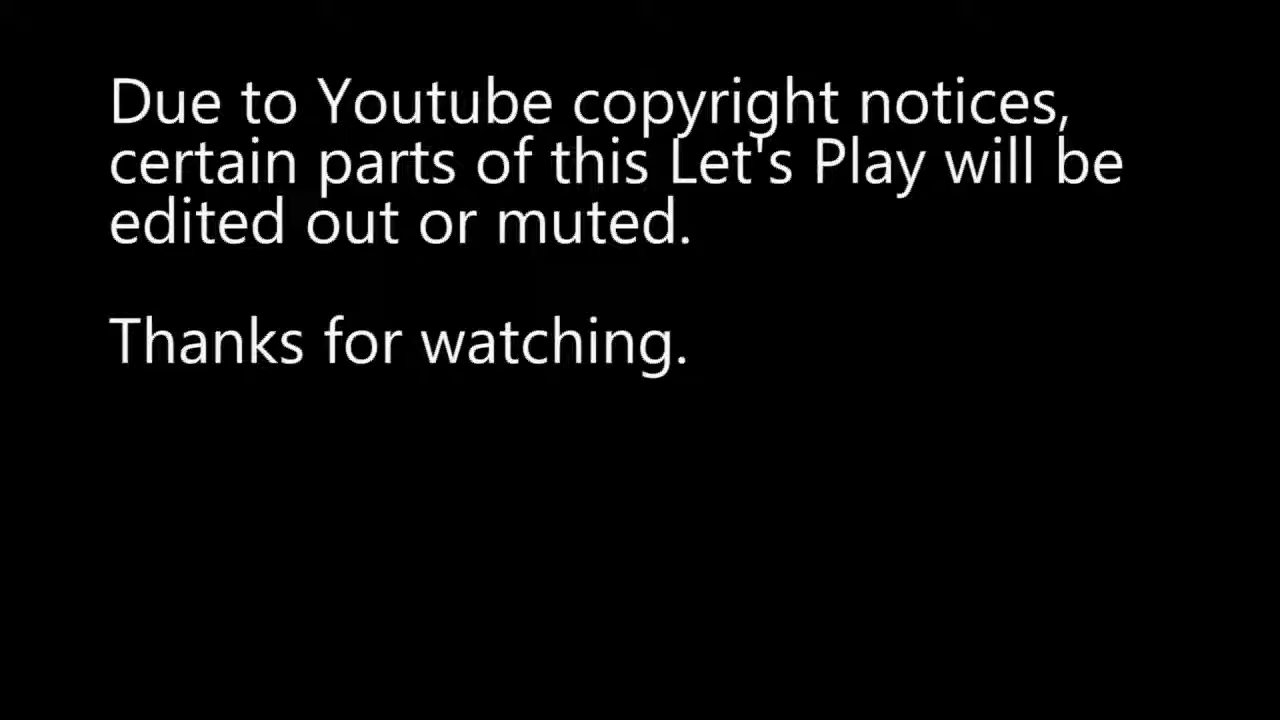 Due to Youtube copyright notices,
certain parts of this Let's Play will be
edited out or muted.
Thanks for watching.